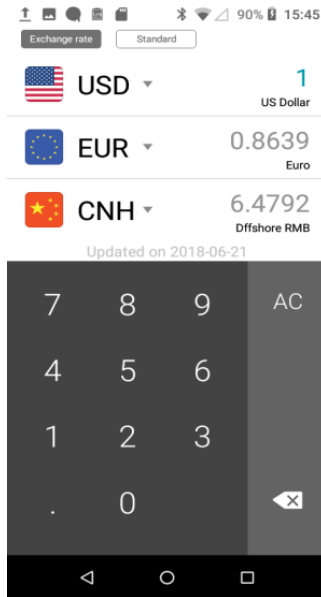 90% 15:45
Exchange rate Standard
USD 1
US Dollar
EUR 0.8639
Euro
CNH 6.4792
Dffshore RMB
Updated on 2018-06-21
7 8 9 AC
4 5 6
1 2 3
. 0